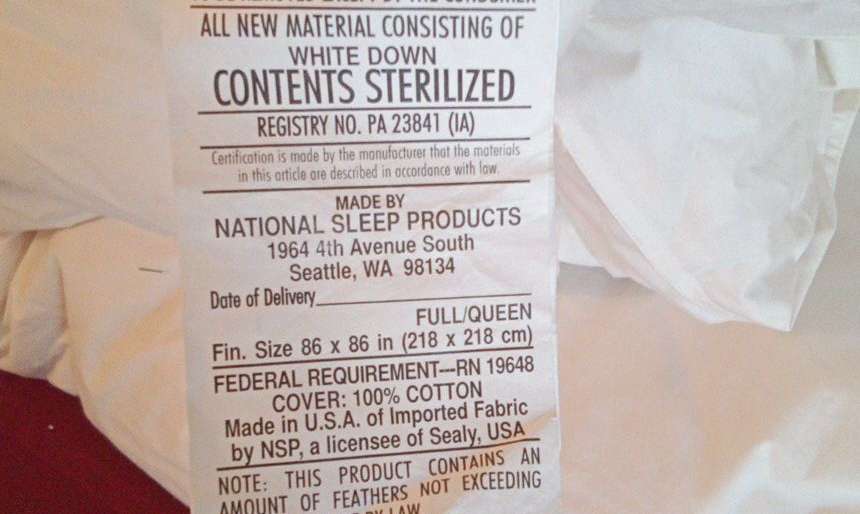 ALL NEW MATERIAL CONSISTING OF
WHITE DOWN
CONTENTS STERILIZED
REGISTRY NO. PA 23841 (IA)
Certification is made by the manufacturer that the materials
in this article are described in accordance with law.
MADE BY
NATIONAL SLEEP PRODUCTS
1964 4th Avenue South
Seattle, WA 98134
Date of Delivery
FULL/QUEEN
Fin. Size 86 x 86 in (218 x 218 cm)
FEDERAL REQUIREMENT---RN 19648
COVER: 100% COTTON
Made in U.S.A. of Imported Fabric
by NSP, a licensee of Sealy, USA
NOTE: THIS PRODUCT CONTAINS AN
AMOUNT OF FEATHERS NOT EXCEEDING
BY LAW